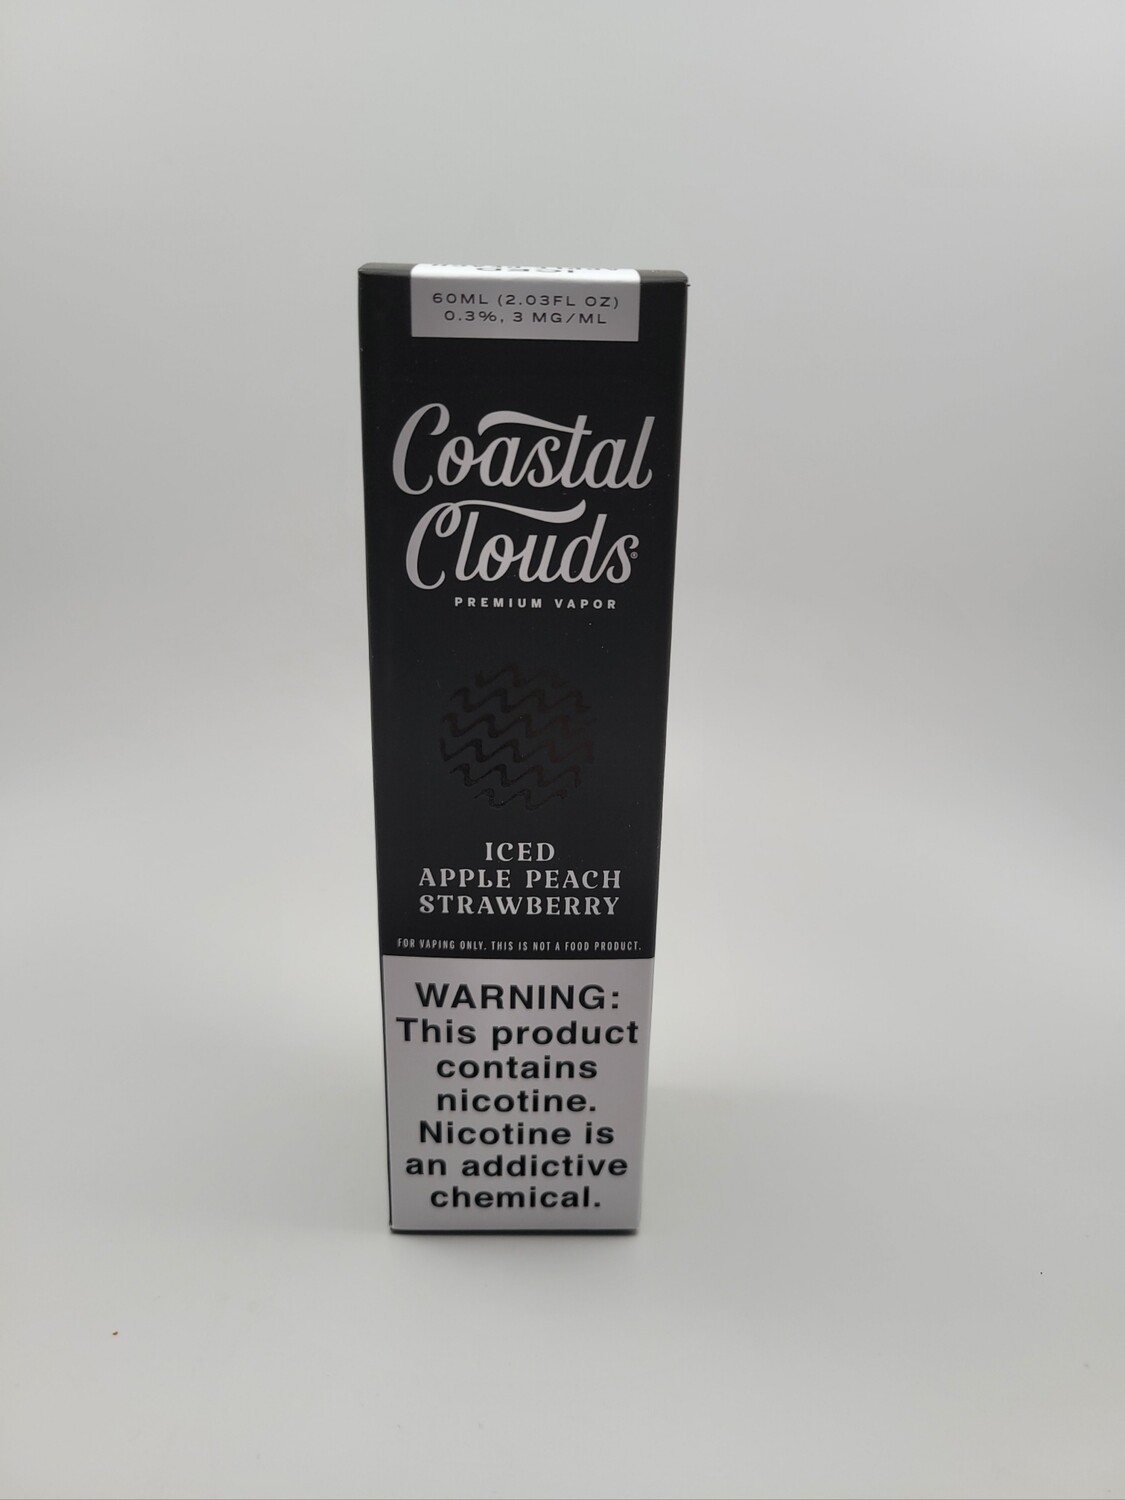 60ML (2.03FL OZ)
0.3%, 3 MG/ML
Coastal
Clouds®
PREMIUM VAPOR
ICED
APPLE PEACH
STRAWBERRY
FOR VAPING ONLY. THIS IS NOT A FOOD PRODUCT.
WARNING:
This product
contains
nicotine.
Nicotine is
an addictive
chemical.